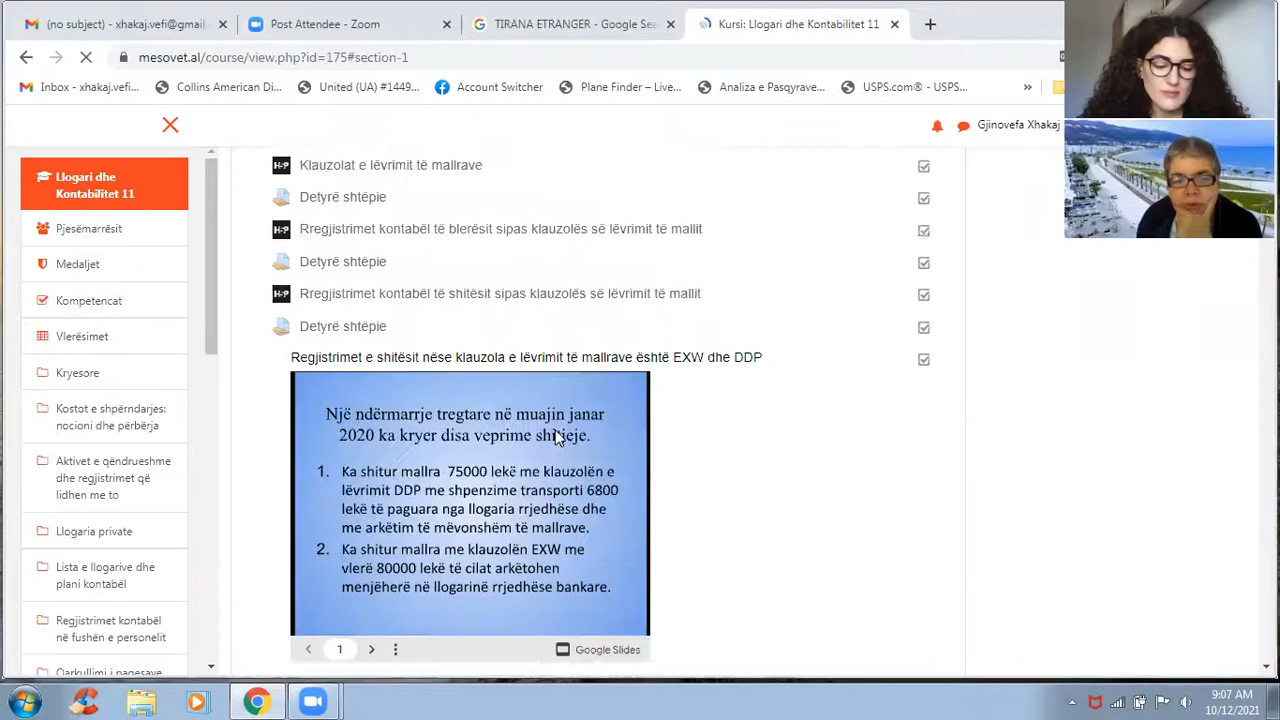 (no subject) - xhakaj.vefi@gmail
Post Attendee - Zoom
TIRANA ETRANGER - Google Sea
Kursi: Llogari dhe Kontabilitet 11
mesovet.al/course/view.php?id=175#section-1
Inbox - xhakaj.vefi...
Collins American Di...
United (UA) #1449...
Account Switcher
Plane Finder – Live...
Analiza e Pasqyrave...
USPS.com® - USPS...
»
Gjinovefa Xhakaj
Llogari dhe
Kontabilitet 11
Pjesëmarrësit
Medaljet
Kompetencat
Vlerësimet
Kryesore
Kostot e shpërndarjes:
nocioni dhe përbërja
Aktivet e qëndrueshme
dhe regjistrimet që
lidhen me to
Llogaria private
Lista e llogarive dhe
plani kontabël
Regjistrimet kontabël
në fushën e personelit
Qarkullimi i pagesave
H5P Klauzolat e lëvrimit të mallrave
Detyrë shtëpie
H5P Rregjistrimet kontabël të blerësit sipas klauzolës së lëvrimit të mallit
Detyrë shtëpie
H5P Rregjistrimet kontabël të shitësit sipas klauzolës së lëvrimit të mallit
Detyrë shtëpie
Regjistrimet e shitësit nëse klauzola e lëvrimit të mallrave është EXW dhe DDP
Një ndërmarrje tregtare në muajin janar
2020 ka kryer disa veprime shitjeje.
1. Ka shitur mallra 75000 lekë me klauzolën e
lëvrimit DDP me shpenzime transporti 6800
lekë të paguara nga llogaria rrjedhëse dhe
me arkëtim të mëvonshëm të mallrave.
2. Ka shitur mallra me klauzolën EXW me
vlerë 80000 lekë të cilat arkëtohen
menjëherë në llogarinë rrjedhëse bankare.
1
Google Slides
9:07 AM
10/12/2021